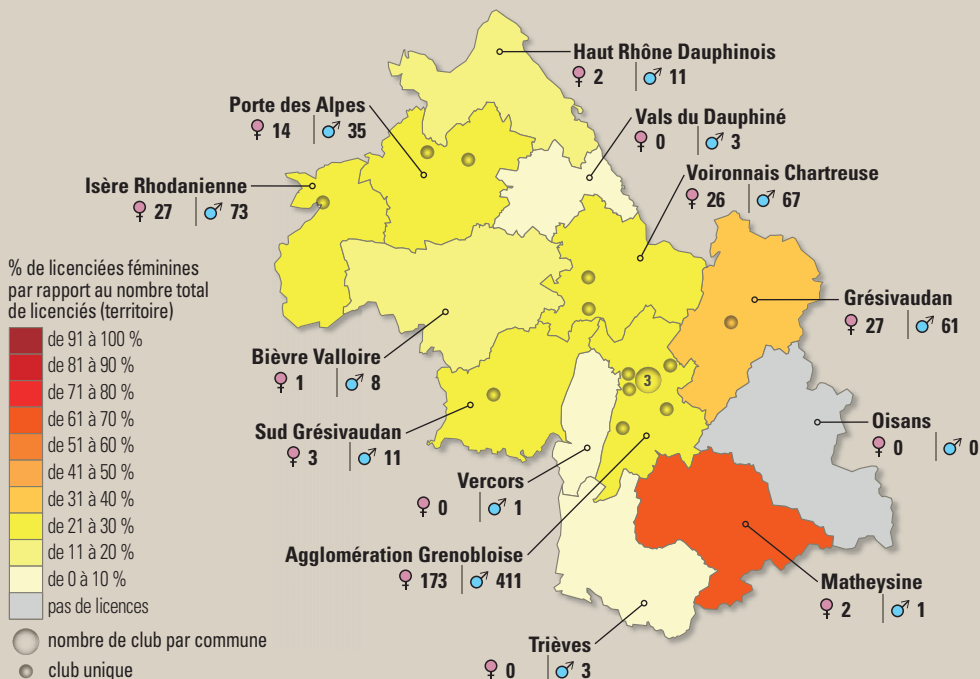 Haut Rhône Dauphinois
♀ 2 | ♂ 11
Porte des Alpes
♀ 14 | ♂ 35
Vals du Dauphiné
♀ 0 | ♂ 3
Isère Rhodanienne
♀ 27 | ♂ 73
Voironnais Chartreuse
♀ 26 | ♂ 67
% de licenciées féminines
par rapport au nombre total
de licenciés (territoire)
de 91 à 100 %
de 81 à 90 %
de 71 à 80 %
de 61 à 70 %
de 51 à 60 %
de 41 à 50 %
de 31 à 40 %
de 21 à 30 %
de 11 à 20 %
de 0 à 10 %
pas de licences
nombre de club par commune
club unique
Grésivaudan
♀ 27 | ♂ 61
Bièvre Valloire
♀ 1 | ♂ 8
3
Sud Grésivaudan
♀ 3 | ♂ 11
Oisans
♀ 0 | ♂ 0
Vercors
♀ 0 | ♂ 1
Agglomération Grenobloise
♀ 173 | ♂ 411
Matheysine
♀ 2 | ♂ 1
Trièves
♀ 0 | ♂ 3